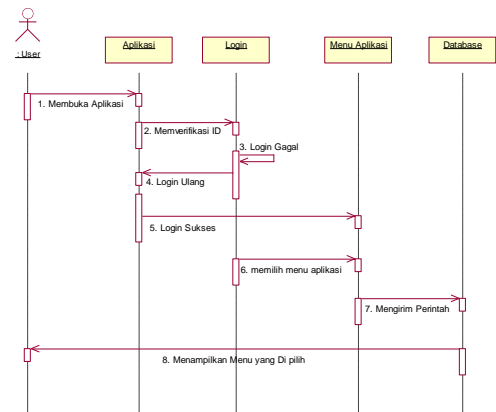 : User
Aplikasi
Login
Menu Aplikasi
Database
1. Membuka Aplikasi
2. Memverifikasi ID
3. Login Gagal
4. Login Ulang
5. Login Sukses
6. memilih menu aplikasi
7. Mengirim Perintah
8. Menampilkan Menu yang Di pilih